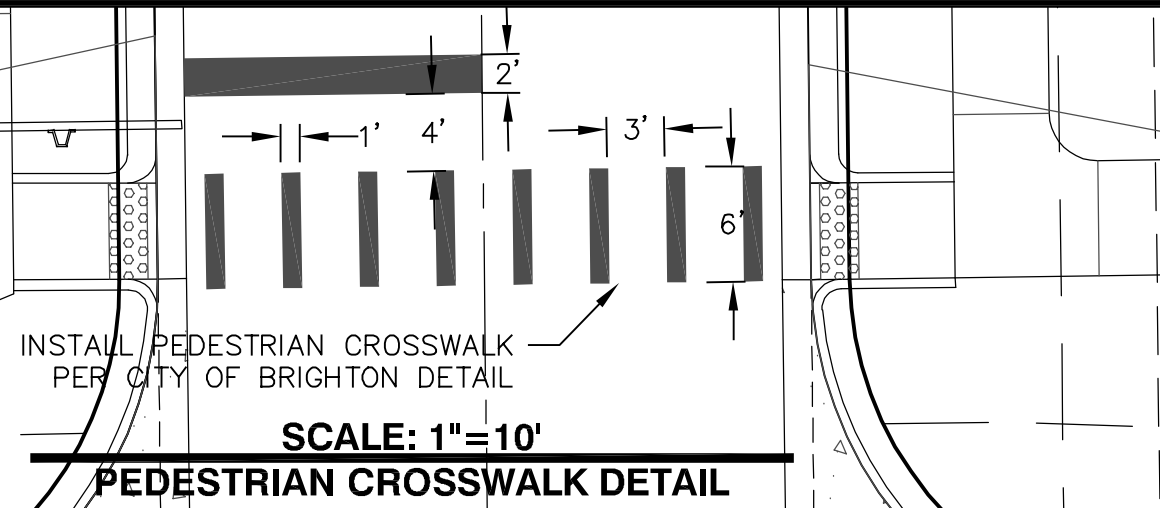 2'
1'
4'
3'
6'
INSTALL PEDESTRIAN CROSSWALK
PER CITY OF BRIGHTON DETAIL
SCALE: 1"=10'
PEDESTRIAN CROSSWALK DETAIL